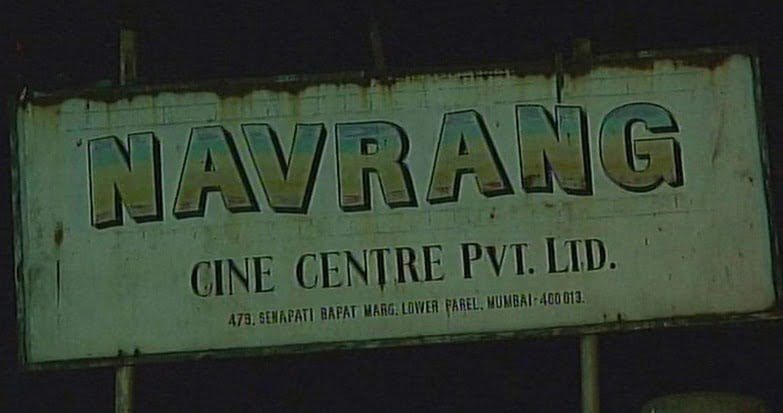 NAVRANG
CINE CENTRE PVT. LTD.
479, SENAPATI BAPAT MARG, LOWER PAREL, MUMBAI-400 013.